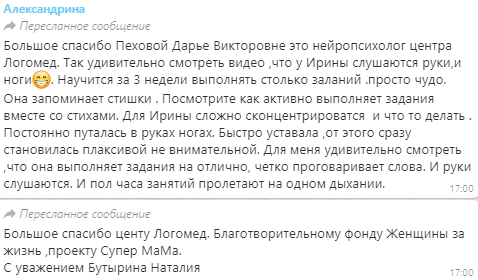 Александрина
Пересланное сообщение
Большое спасибо Пеховой Дарье Викторовне это нейропсихолог центра
Логомед. Так удивительно смотреть видео ,что у Ирины слушаются руки,и
ноги😁. Научится за 3 недели выполнять столько заланий .просто чудо.
Она запоминает стишки . Посмотрите как активно выполняет задания
вместе со стихами. Для Ирины сложно сконцентрироватся  и что то делать .
Постоянно путалась в руках ногах. Быстро уставала ,от этого сразу
становилась плаксивой не внимательной. Для меня удивительно смотреть
,что она выполняет задания на отлично, четко проговаривает слова. И руки
слушаются. И пол часа занятий пролетают на одном дыхании.
17:00
Пересланное сообщение
Большое спасибо центу Логомед. Благотворительному фонду Женщины за
жизнь ,проекту Супер МаМа.
С уважением Бутырина Наталия
17:00